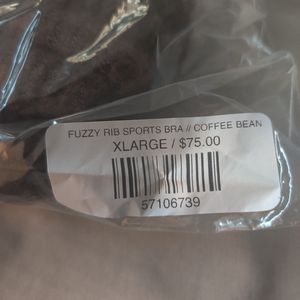 FUZZY RIB SPORTS BRA // COFFEE BEAN
XLARGE / $75.00
57106739